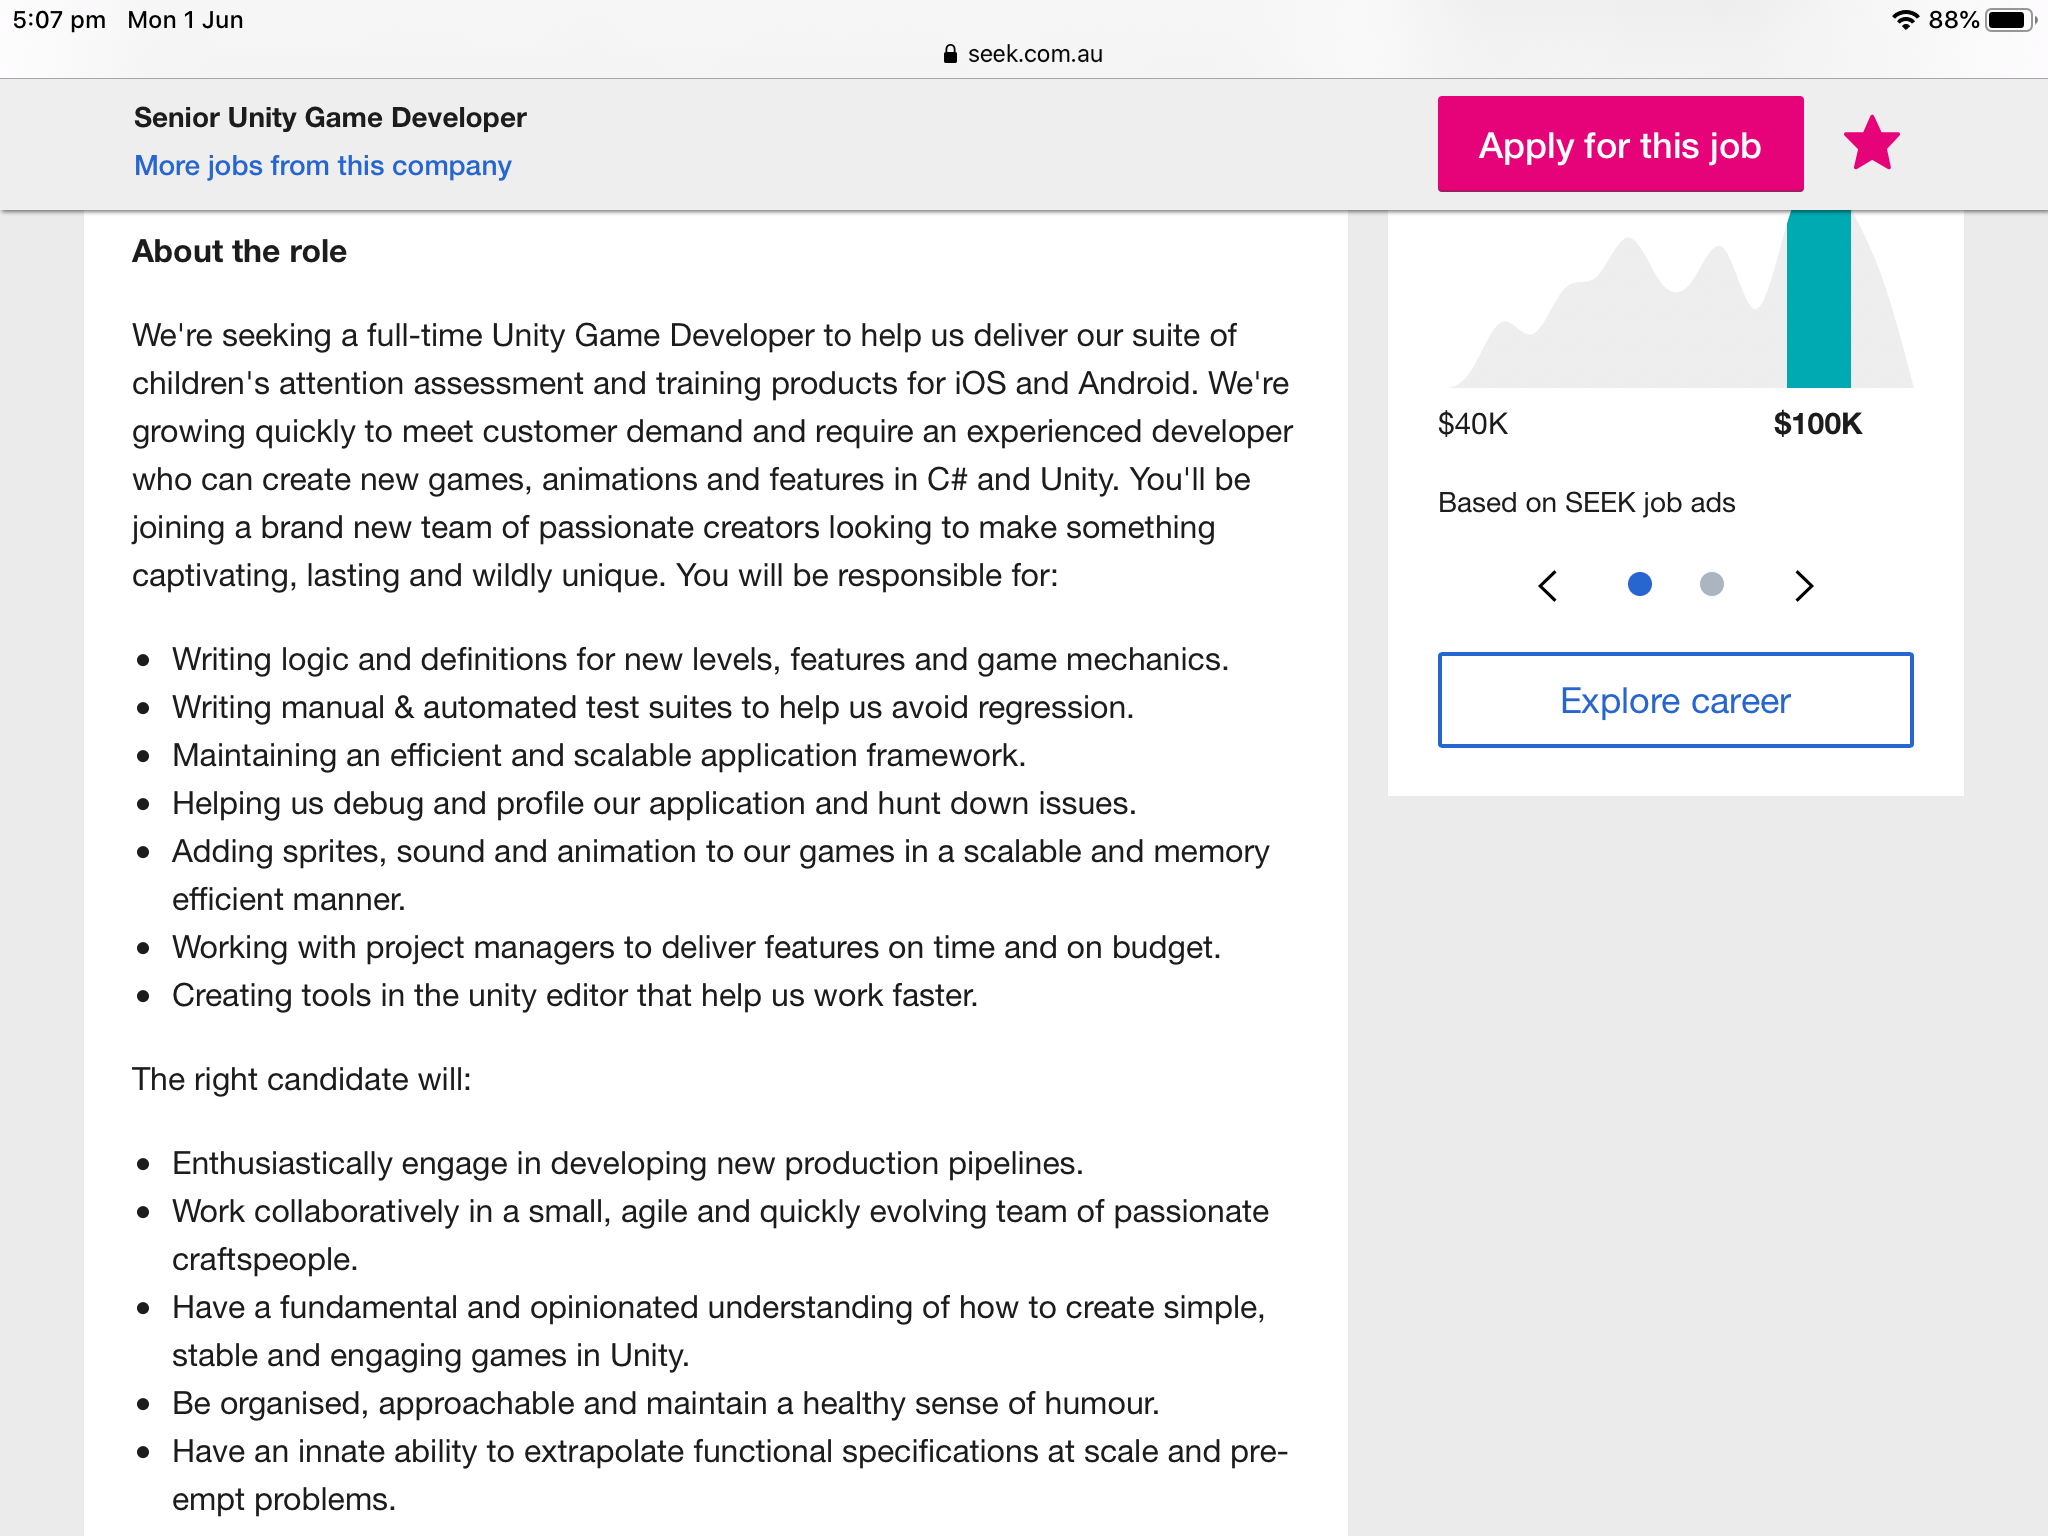 5:07 pm Mon 1 Jun
88%
seek.com.au
Senior Unity Game Developer
More jobs from this company
Apply for this job
About the role
We're seeking a full-time Unity Game Developer to help us deliver our suite of
children's attention assessment and training products for iOS and Android. We're
growing quickly to meet customer demand and require an experienced developer
who can create new games, animations and features in C# and Unity. You'll be
joining a brand new team of passionate creators looking to make something
captivating, lasting and wildly unique. You will be responsible for:
• Writing logic and definitions for new levels, features and game mechanics.
• Writing manual & automated test suites to help us avoid regression.
• Maintaining an efficient and scalable application framework.
• Helping us debug and profile our application and hunt down issues.
• Adding sprites, sound and animation to our games in a scalable and memory
efficient manner.
• Working with project managers to deliver features on time and on budget.
• Creating tools in the unity editor that help us work faster.
The right candidate will:
• Enthusiastically engage in developing new production pipelines.
• Work collaboratively in a small, agile and quickly evolving team of passionate
craftspeople.
• Have a fundamental and opinionated understanding of how to create simple,
stable and engaging games in Unity.
• Be organised, approachable and maintain a healthy sense of humour.
• Have an innate ability to extrapolate functional specifications at scale and pre-
empt problems.
$40K $100K
Based on SEEK job ads
Explore career